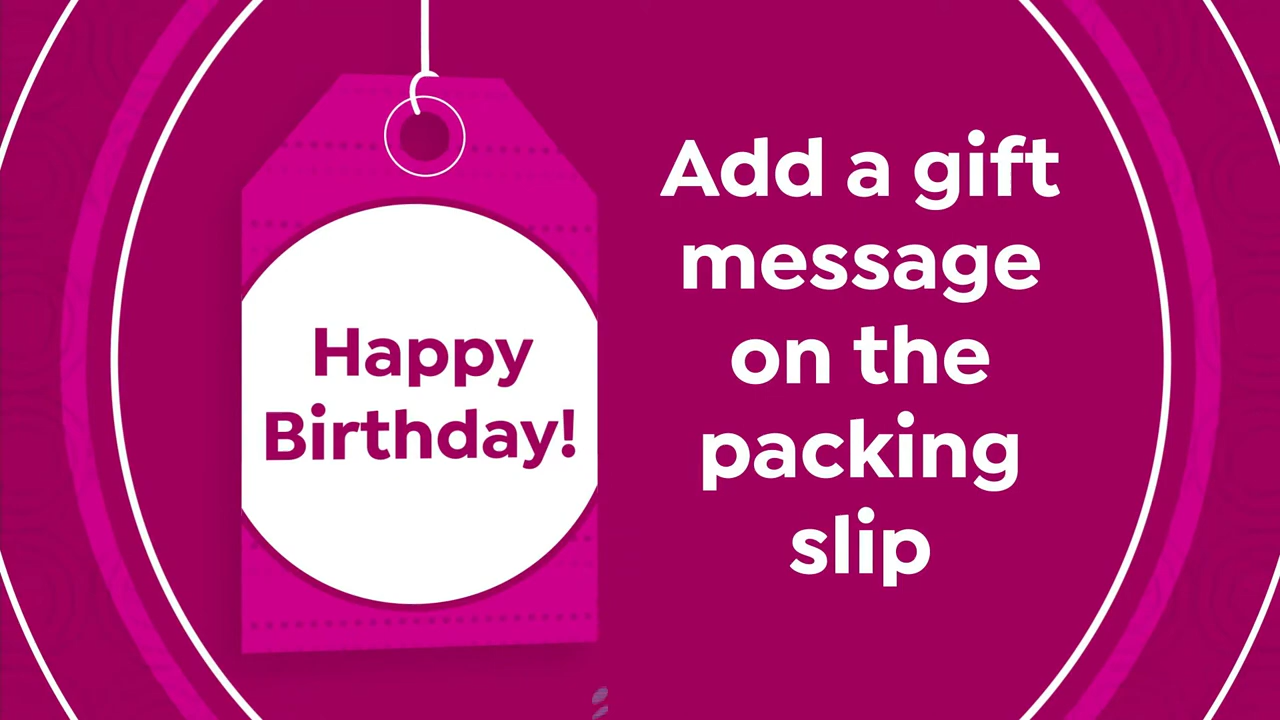 Happy
Birthday!
Add a gift
message
on the
packing
slip